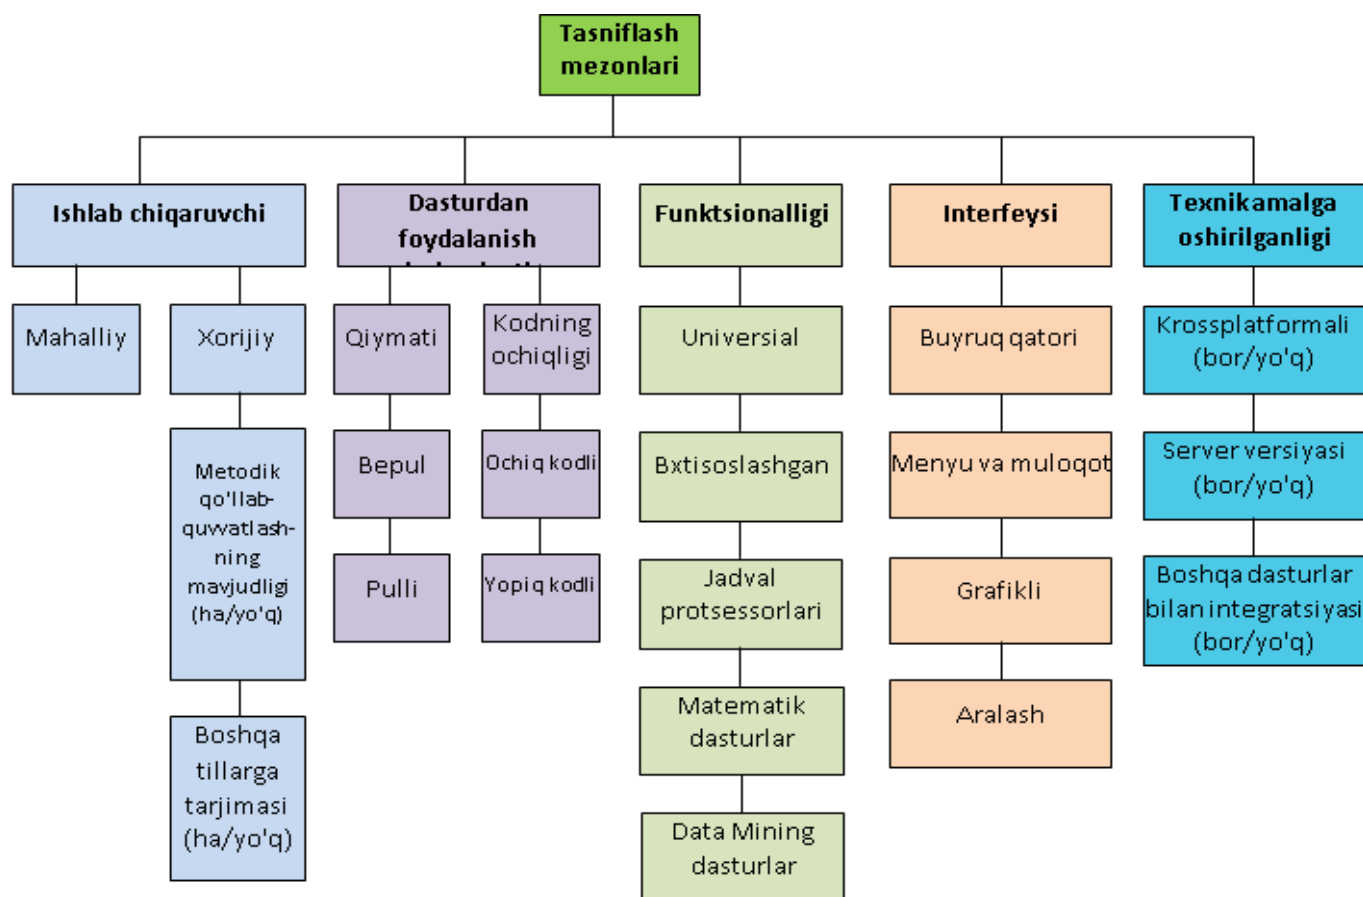 Tasniflash
mezonlari
Ishlab chiqaruvchi
Dasturdan
foydalanish
Funktsionalligi
Interfeysi
Texnikamalga
oshirilganligi
Mahalliy
Xorijiy
Qiymati
Kodning
ochiqligi
Universial
Buyruq qatori
Krossplatformali
(bor/yo'q)
Metodik
qo'llab-
quvvatlash-
ning
mavjudligi
(ha/yo'q)
Bepul
Ochiq kodli
Bxtisoslashgan
Menyu va muloqot
Server versiyasi
(bor/yo'q)
Pulli
Yopiq kodli
Jadval
protsessorlari
Grafikli
Boshqa dasturlar
bilan integratsiyasi
(bor/yo'q)
Boshqa
tillarga
tarjimasi
(ha/yo'q)
Matematik
dasturlar
Aralash
Data Mining
dasturlar